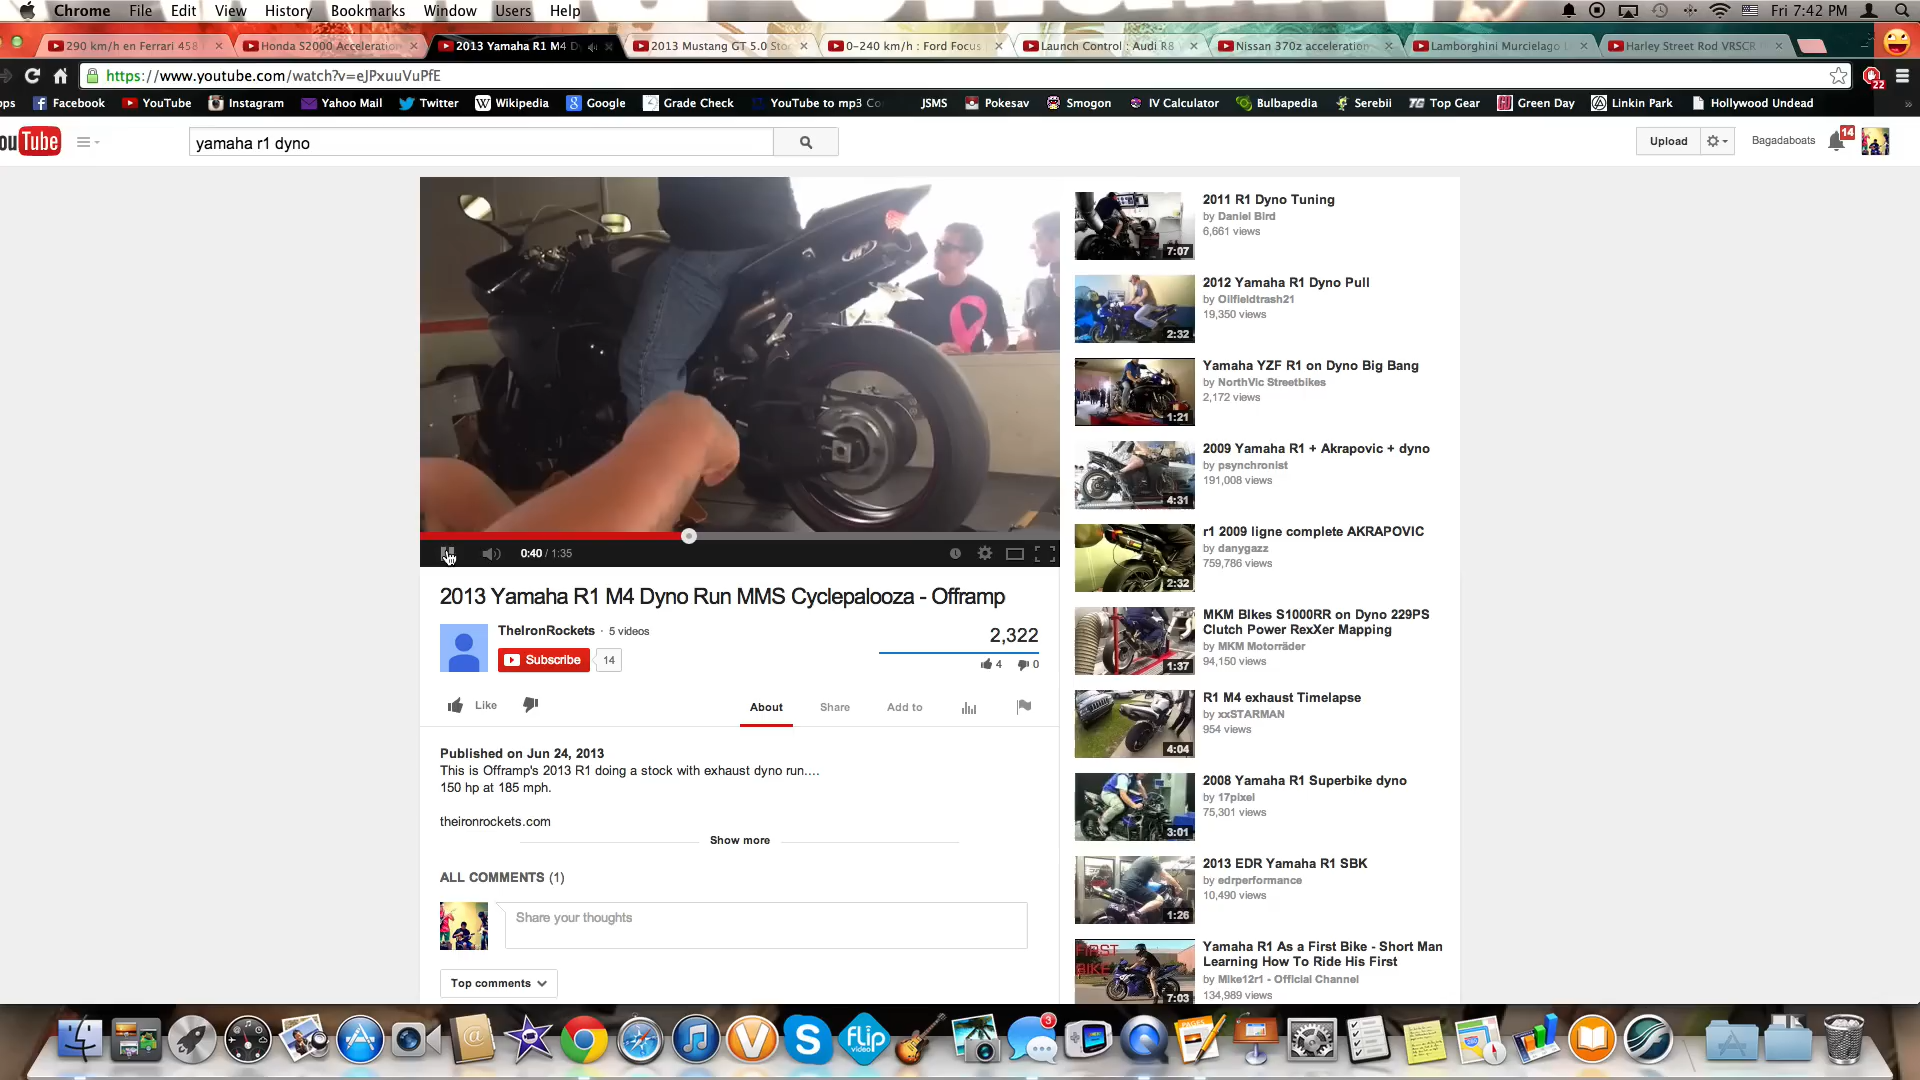 Chrome File Edit View History Bookmarks Window Users Help Fri 7:42 PM
290 km/h en Ferrari 458 Honda S2000 Acceleration 2013 Yamaha R1 M4 D 2013 Mustang GT 5.0 Sto 0-240 km/h : Ford Focus Launch Control : Audi R8 Nissan 370z acceleration Lamborghini Murcielago Harley Street Rod VRSCR
https://www.youtube.com/watch?v=eJPxuuVuPfE 22
ops Facebook YouTube Instagram Yahoo Mail Twitter Wikipedia Google Grade Check YouTube to mp3 Co JSMS Pokesav Smogon IV Calculator Bulbapedia Serebii TG Top Gear Green Day Linkin Park Hollywood Undead »
ouTube yamaha r1 dyno Upload Bagadaboats 14
0:40 / 1:35
2013 Yamaha R1 M4 Dyno Run MMS Cyclepalooza - Offramp
TheIronRockets · 5 videos
Subscribe 14
2,322
4 0
Like About Share Add to
Published on Jun 24, 2013
This is Offramp's 2013 R1 doing a stock with exhaust dyno run....
150 hp at 185 mph.
theironrockets.com
Show more
ALL COMMENTS (1)
Share your thoughts
Top comments
2011 R1 Dyno Tuning
by Daniel Bird
6,661 views
7:07
2012 Yamaha R1 Dyno Pull
by Oilfieldtrash21
19,350 views
2:32
Yamaha YZF R1 on Dyno Big Bang
by NorthVic Streetbikes
2,172 views
1:21
2009 Yamaha R1 + Akrapovic + dyno
by psynchronist
191,008 views
4:31
r1 2009 ligne complete AKRAPOVIC
by danygazz
759,786 views
2:32
MKM BIkes S1000RR on Dyno 229PS
Clutch Power RexXer Mapping
by MKM Motorräder
94,150 views
1:37
R1 M4 exhaust Timelapse
by xxSTARMAN
954 views
4:04
2008 Yamaha R1 Superbike dyno
by 17pixel
75,301 views
3:01
2013 EDR Yamaha R1 SBK
by edrperformance
10,490 views
1:26
Yamaha R1 As a First Bike - Short Man
Learning How To Ride His First
by Mike12r1 - Official Channel
134,989 views
FIRST
BIKE
7:03
flip
3